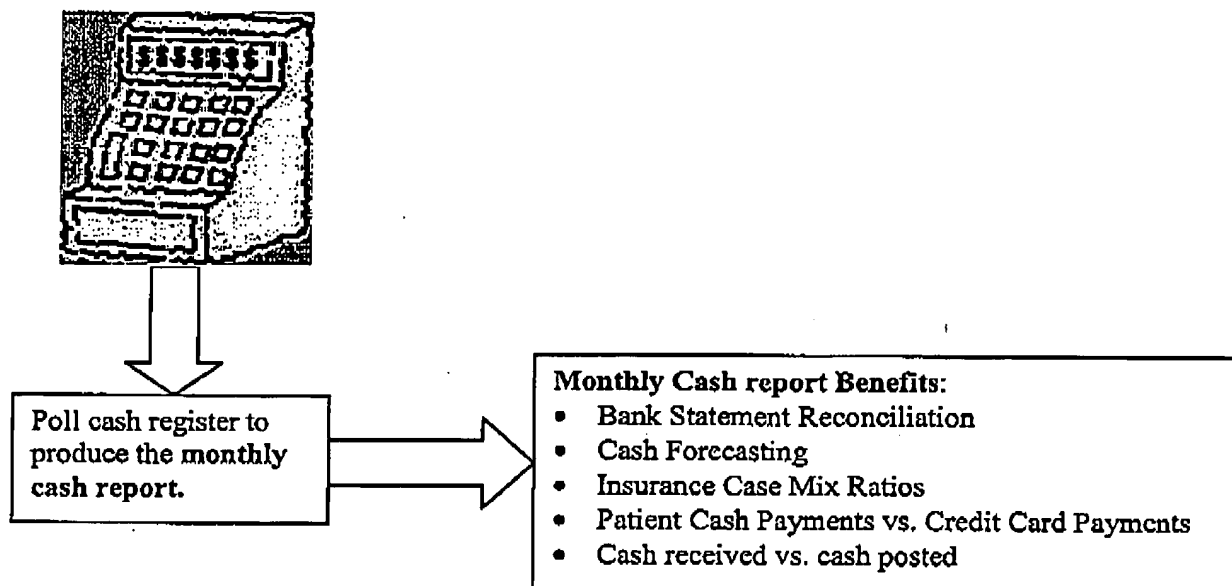 $$$$$$$
Poll cash register to
produce the monthly
cash report.
Monthly Cash report Benefits:
• Bank Statement Reconciliation
• Cash Forecasting
• Insurance Case Mix Ratios
• Patient Cash Payments vs. Credit Card Payments
• Cash received vs. cash posted